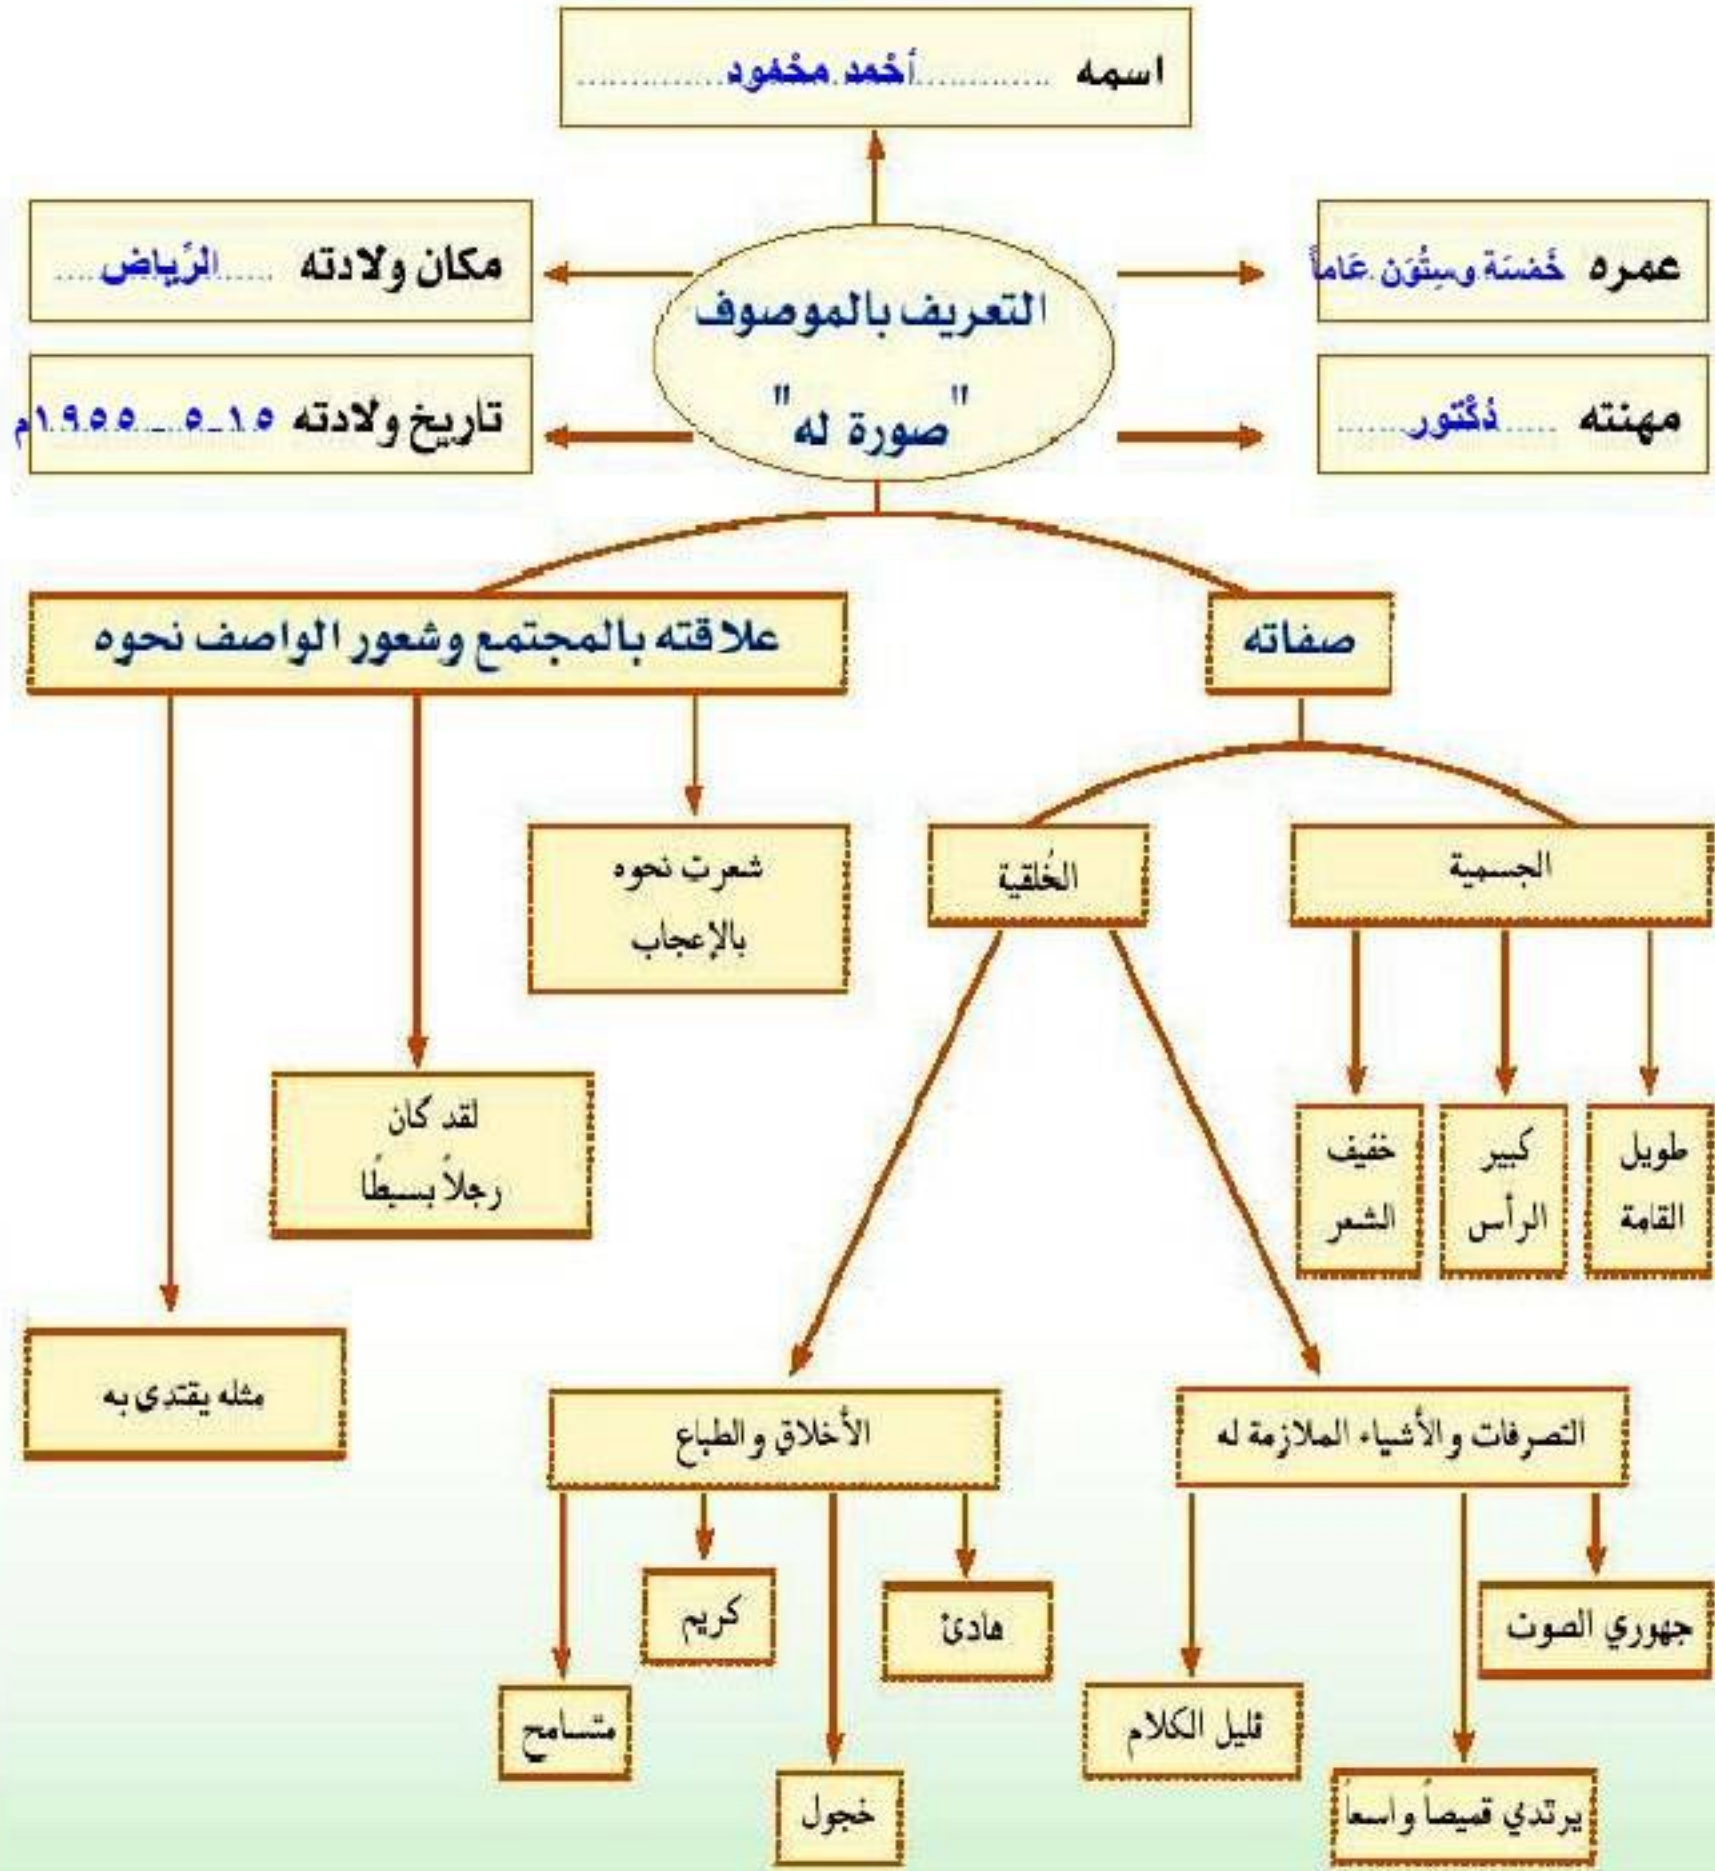 اسمه أحمد محمود
عمره خمسة وستون عاماً
مكان ولادته الرياض
التعريف بالموصوف
"صورة له"
مهنته دكتور
تاريخ ولادته ١٥-٥-١٩٥٥م
صفاته
علاقته بالمجتمع وشعور الواصف نحوه
الجسمية
الخُلقية
شعرت نحوه
بالإعجاب
طويل
القامة
كبير
الرأس
خفيف
الشعر
لقد كان
رجلاً بسيطًا
مثله يقتدى به
التصرفات والأشياء الملازمة له
الأخلاق والطباع
جهوري الصوت
يرتدي قميصاً واسعاً
قليل الكلام
هادئ
خجول
كريم
متسامح